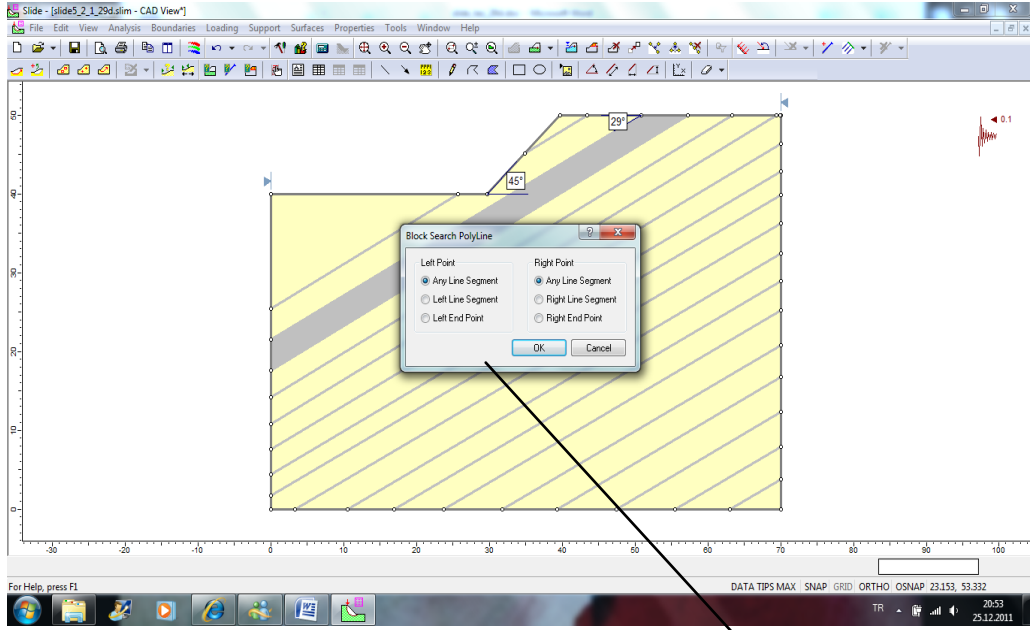 Slide - [slide5_2_1_29d.slim - CAD View*]
File Edit View Analysis Boundaries Loading Support Surfaces Properties Tools Window Help
50
40
30
20
10
0
29°
45°
0.1
Block Search PolyLine
Left Point
Right Point
Any Line Segment
Any Line Segment
Left Line Segment
Right Line Segment
Left End Point
Right End Point
OK
Cancel
-30 -20 -10 0 10 20 30 40 50 60 70 80 90 100
For Help, press F1
DATA TIPS MAX SNAP GRID ORTHO OSNAP 23.153, 53.332
TR
20:53
25.12.2011